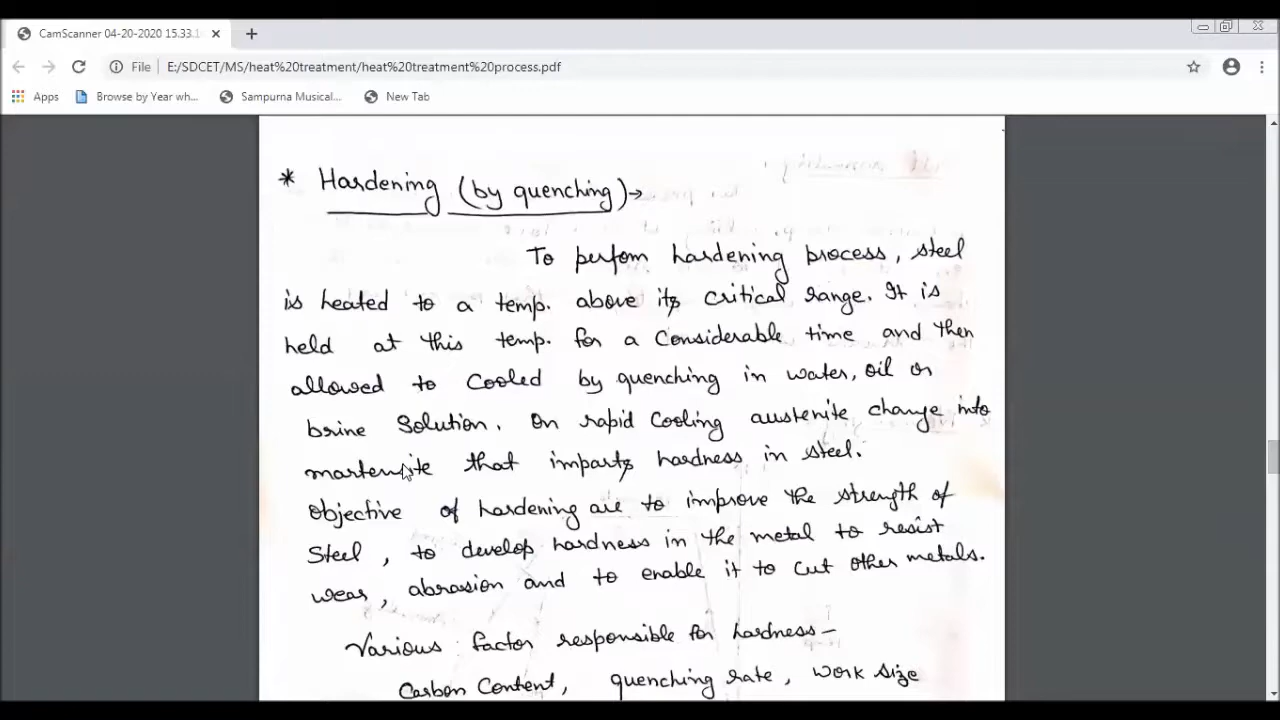 CamScanner 04-20-2020 15.33.1
File E:/SDCET/MS/heat%20treatment/heat%20treatment%20process.pdf
Apps Browse by Year wh... Sampurna Musical... New Tab
* Hardening (by quenching)→
To perfom hardening process, steel
is heated to a temp. above its critical range. It is
held at this temp. for a Considerable time and then
allowed to Cooled by quenching in water, oil or
brine Solution. On rapid Cooling austenite change into
martensite that imparts hardness in steel.
Objective of hardening are to improve the strength of
Steel, to develop hardness in the metal to resist
wear, abrasion and to enable it to cut other metals.
Various factor responsible for hardness –
Carbon Content, quenching rate, work size